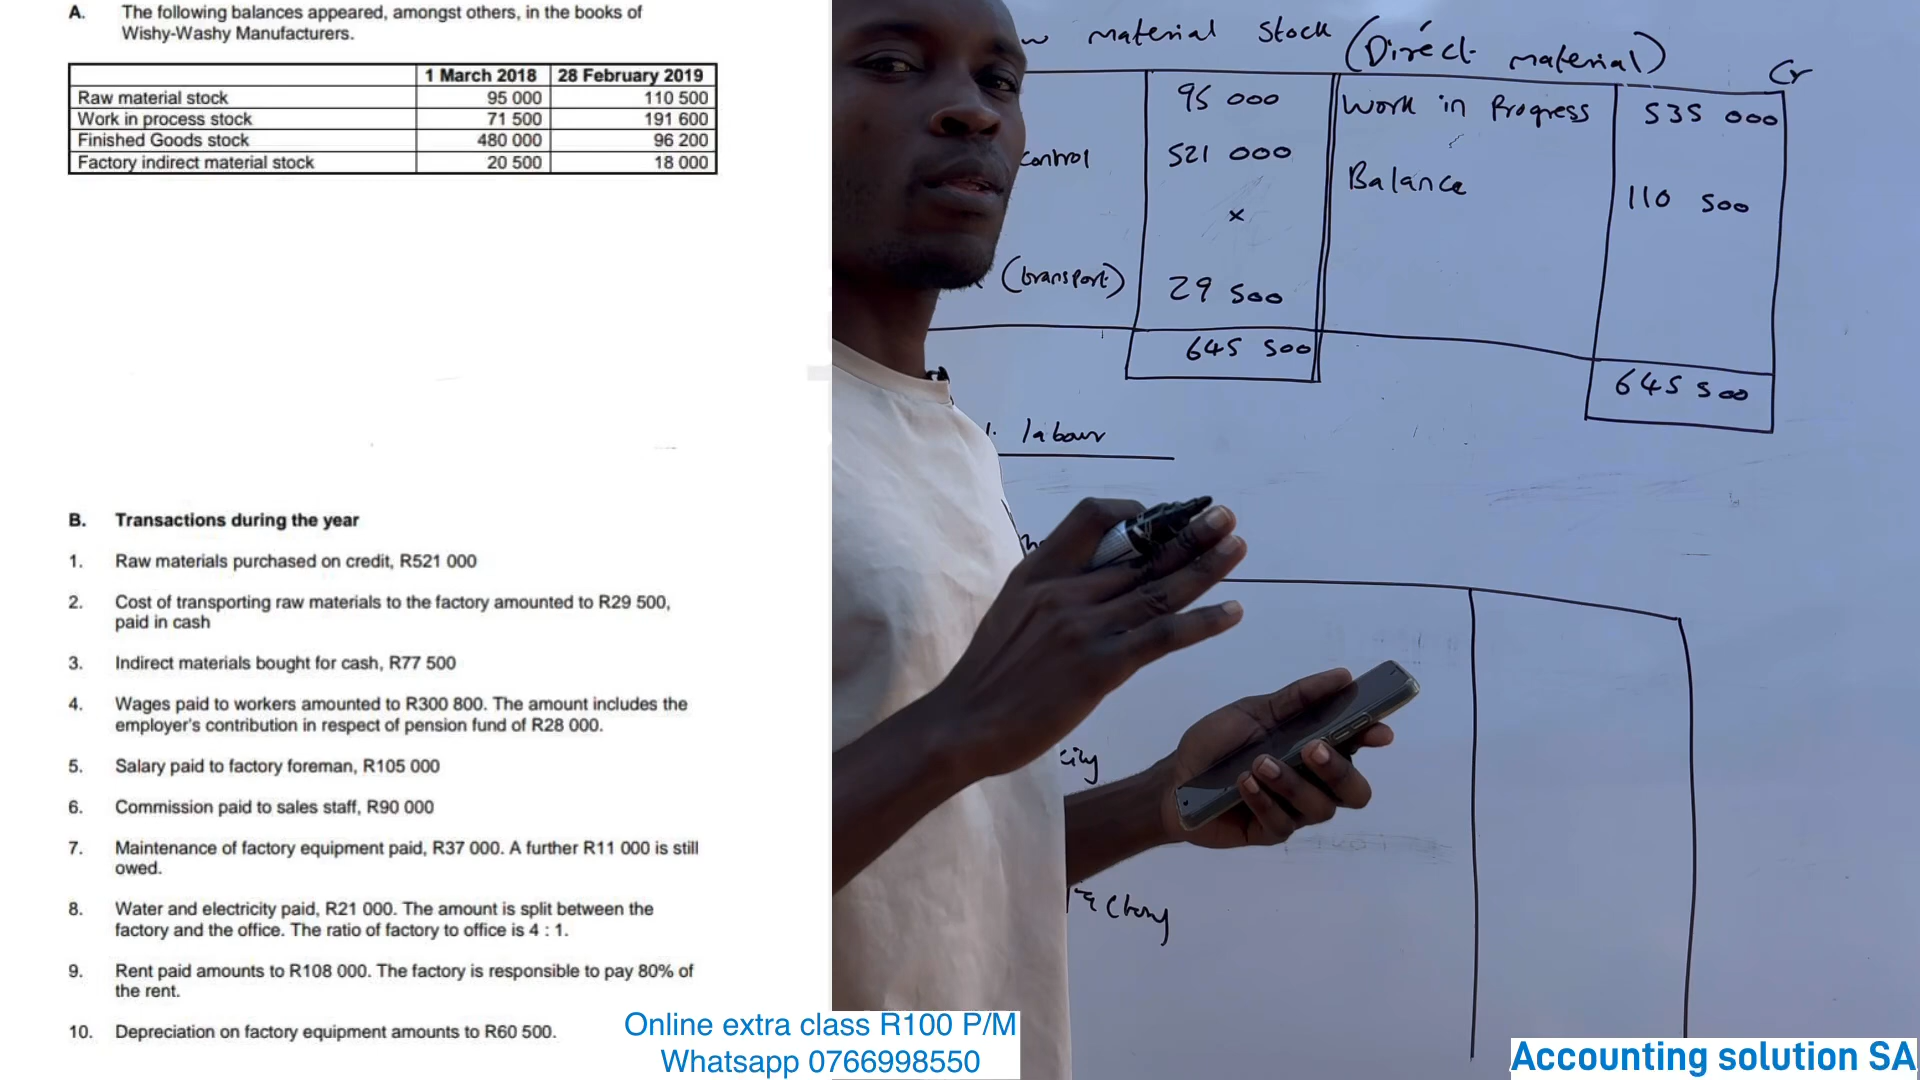 A. The following balances appeared, amongst others, in the books of
Wishy-Washy Manufacturers.
1 March 2018 28 February 2019
Raw material stock 95 000 110 500
Work in process stock 71 500 191 600
Finished Goods stock 480 000 96 200
Factory indirect material stock 20 500 18 000
B. Transactions during the year
1. Raw materials purchased on credit, R521 000
2. Cost of transporting raw materials to the factory amounted to R29 500,
paid in cash
3. Indirect materials bought for cash, R77 500
4. Wages paid to workers amounted to R300 800. The amount includes the
employer's contribution in respect of pension fund of R28 000.
5. Salary paid to factory foreman, R105 000
6. Commission paid to sales staff, R90 000
7. Maintenance of factory equipment paid, R37 000. A further R11 000 is still
owed.
8. Water and electricity paid, R21 000. The amount is split between the
factory and the office. The ratio of factory to office is 4 : 1.
9. Rent paid amounts to R108 000. The factory is responsible to pay 80% of
the rent.
10. Depreciation on factory equipment amounts to R60 500.
material stock (Direct material) Cr
95 000 Work in Progress 535 000
control 521 000
Balance 110 500
x
(transport) 29 500
645 500
645 500
labour
Online extra class R100 P/M
Whatsapp 0766998550
Accounting solution SA